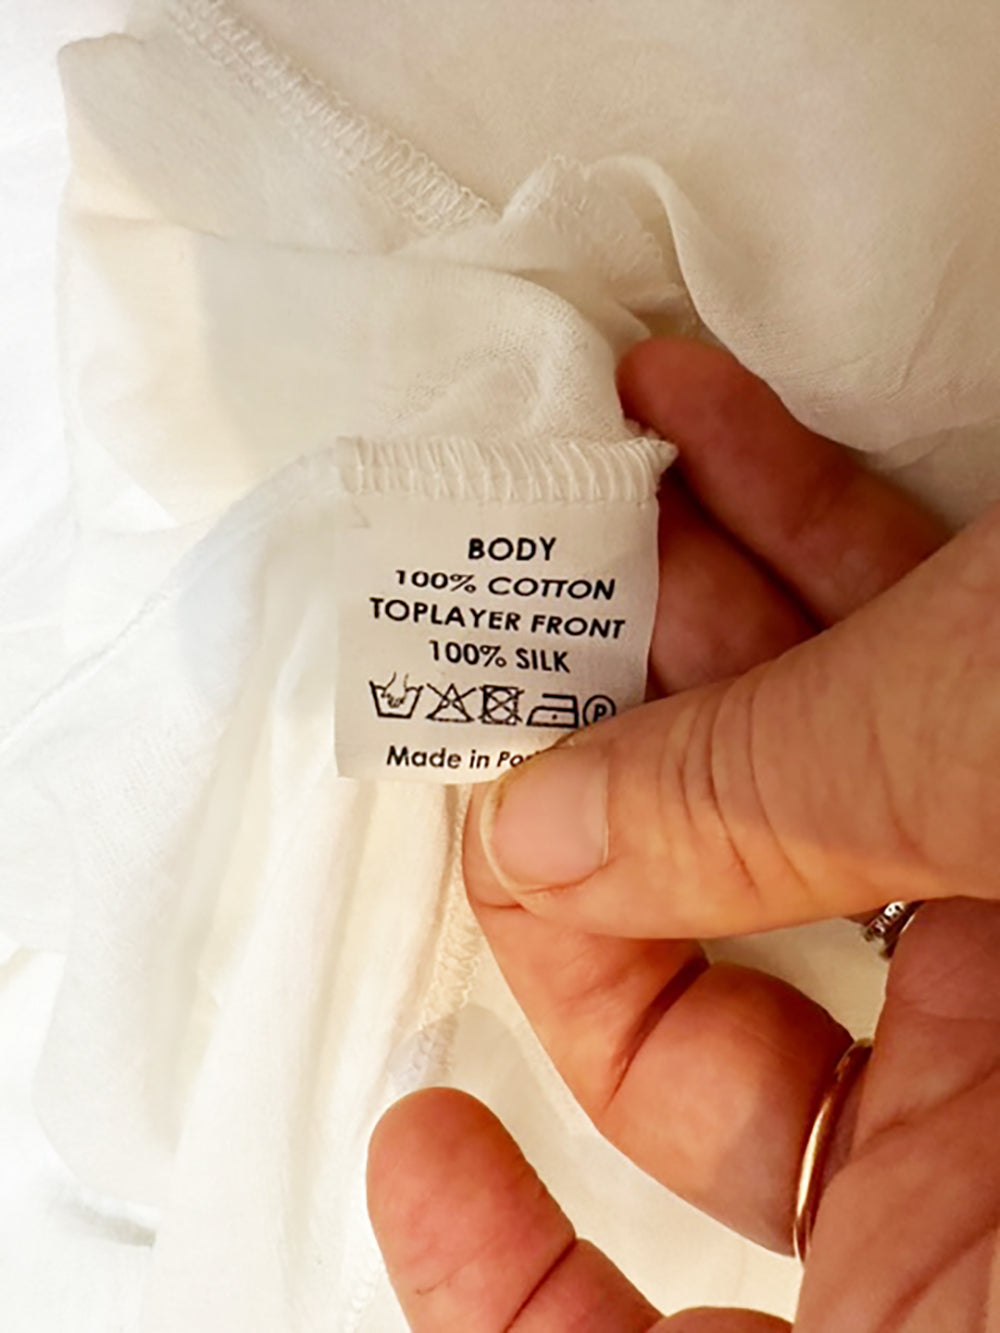 BODY
100% COTTON
TOPLAYER FRONT
100% SILK
P
Made in